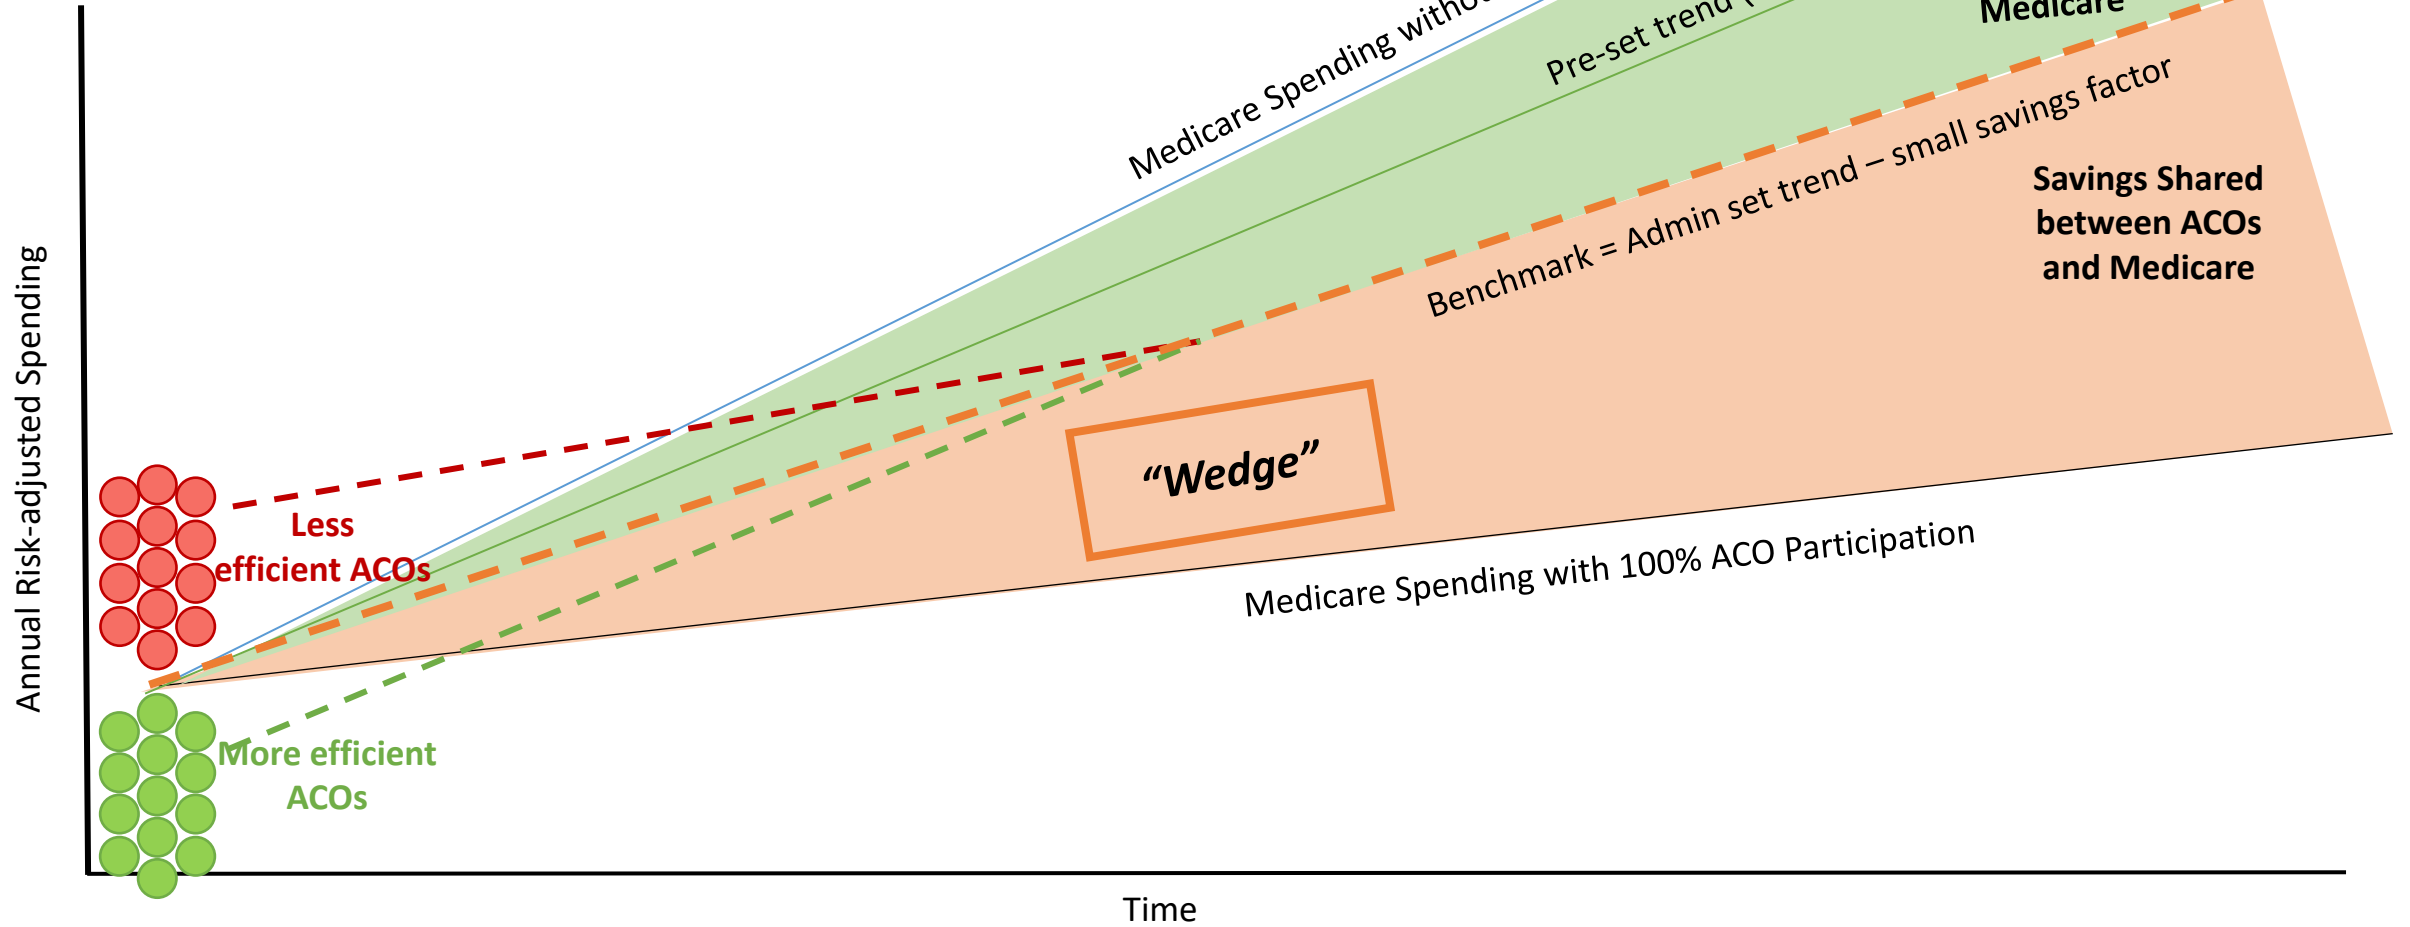 Medicare Spending without
Pre-set trend (
Medicare
Benchmark = Admin set trend – small savings factor
Savings Shared
between ACOs
and Medicare
Annual Risk-adjusted Spending
“Wedge”
Less
efficient ACOs
Medicare Spending with 100% ACO Participation
More efficient
ACOs
Time